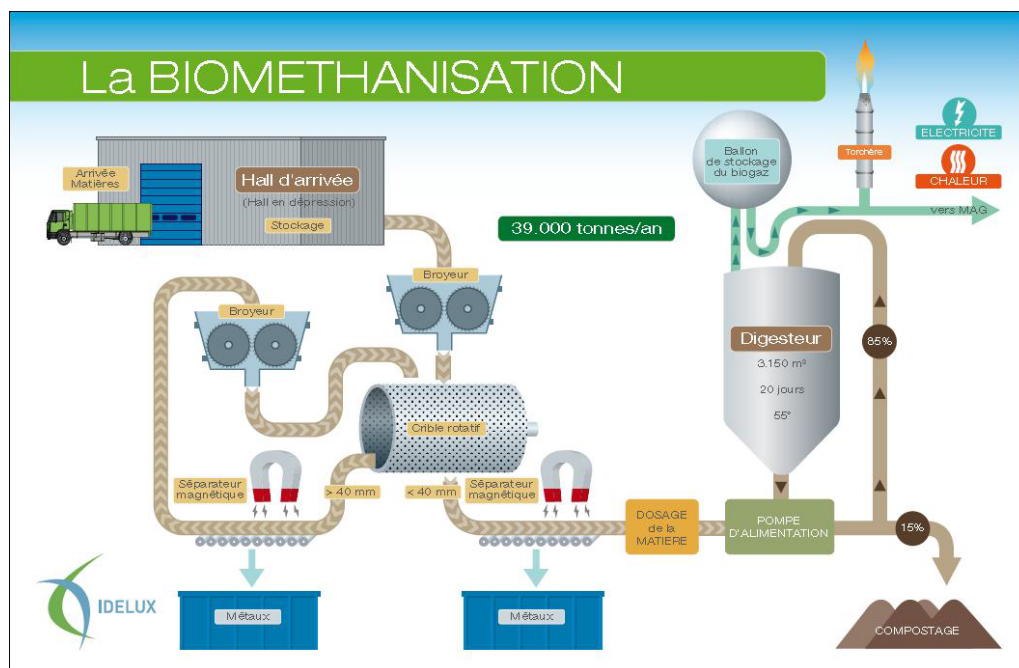 La BIOMETHANISATION
Arrivée
Matières
Hall d'arrivée
(Hall en dépression)
Stockage
39.000 tonnes/an
Ballon
de stockage
du biogaz
Torchère
ELECTRICITE
CHALEUR
vers MAG
Broyeur
Broyeur
Digesteur
3.150 m³
20 jours
55°
85%
Crible rotatif
Séparateur
magnétique
> 40 mm
< 40 mm
Séparateur
magnétique
DOSAGE
de la
MATIERE
POMPE
D'ALIMENTATION
15%
IDELUX
Métaux
Métaux
COMPOSTAGE